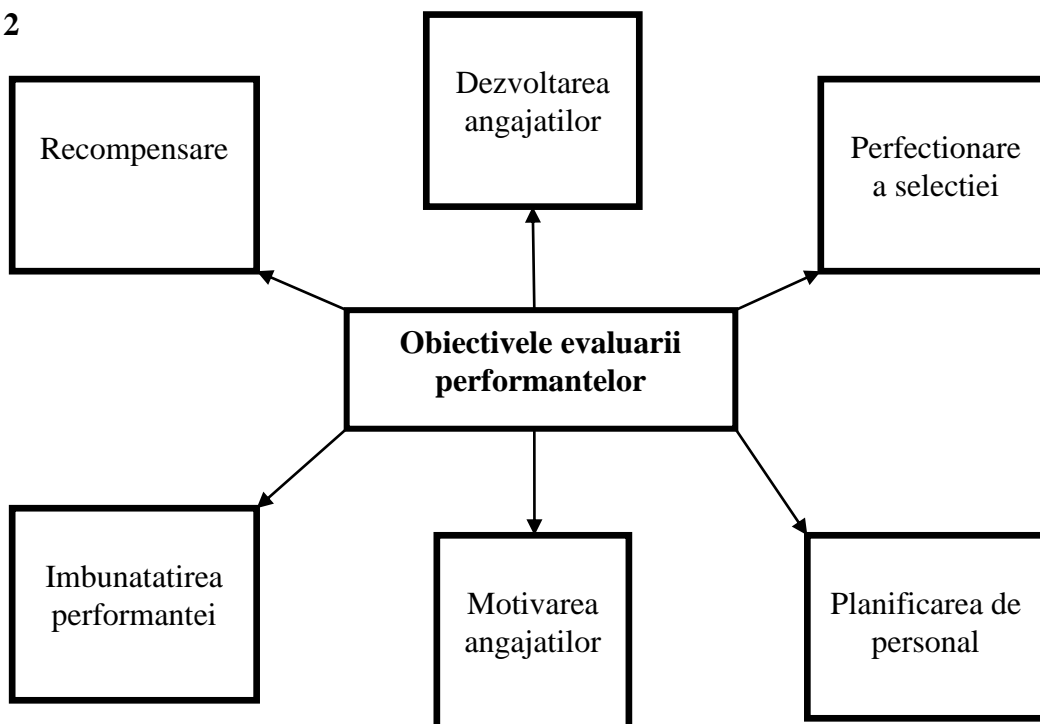 2
Recompensare
Dezvoltarea
angajatilor
Perfectionare
a selectiei
Obiectivele evaluarii
performantelor
Imbunatatirea
performantei
Motivarea
angajatilor
Planificarea de
personal